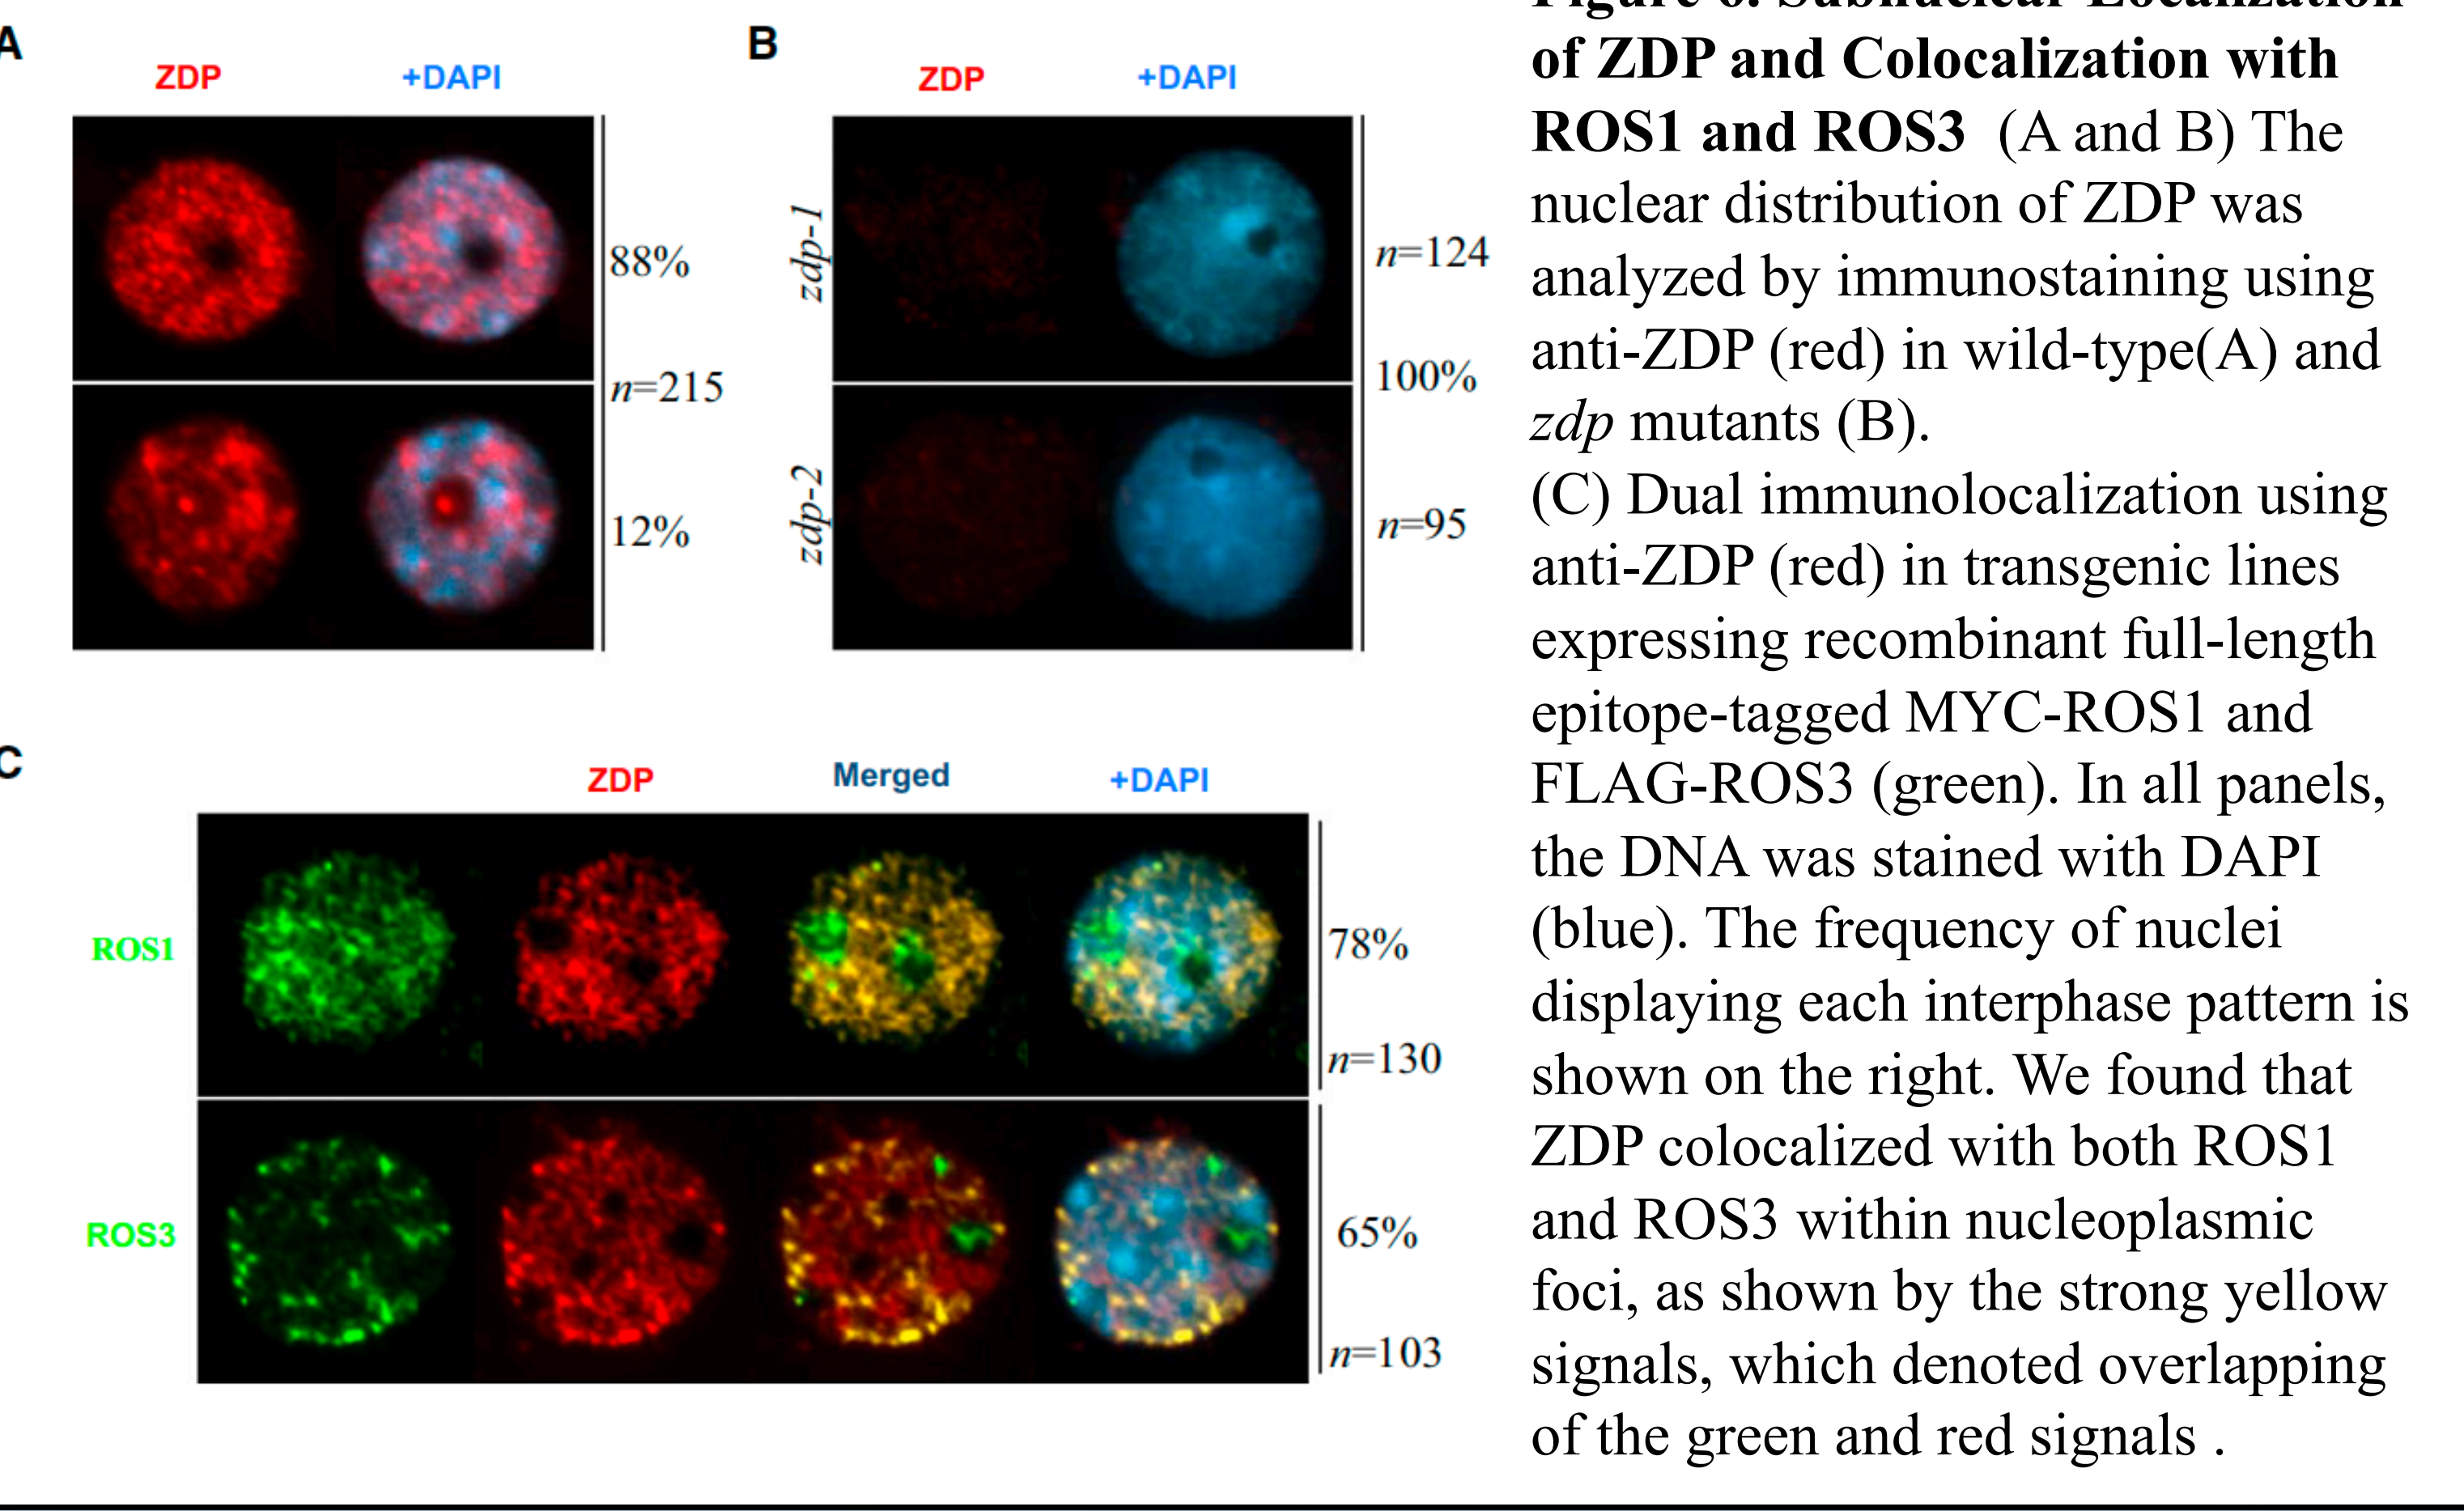 A
ZDP
+DAPI
88%
n=215
12%
B
ZDP
+DAPI
zdp-1
n=124
100%
zdp-2
n=95
C
ZDP
Merged
+DAPI
ROS1
78%
n=130
ROS3
65%
n=103
Figure 6. Subnuclear Localization
of ZDP and Colocalization with
ROS1 and ROS3 (A and B) The
nuclear distribution of ZDP was
analyzed by immunostaining using
anti-ZDP (red) in wild-type(A) and
zdp mutants (B).
(C) Dual immunolocalization using
anti-ZDP (red) in transgenic lines
expressing recombinant full-length
epitope-tagged MYC-ROS1 and
FLAG-ROS3 (green). In all panels,
the DNA was stained with DAPI
(blue). The frequency of nuclei
displaying each interphase pattern is
shown on the right. We found that
ZDP colocalized with both ROS1
and ROS3 within nucleoplasmic
foci, as shown by the strong yellow
signals, which denoted overlapping
of the green and red signals .